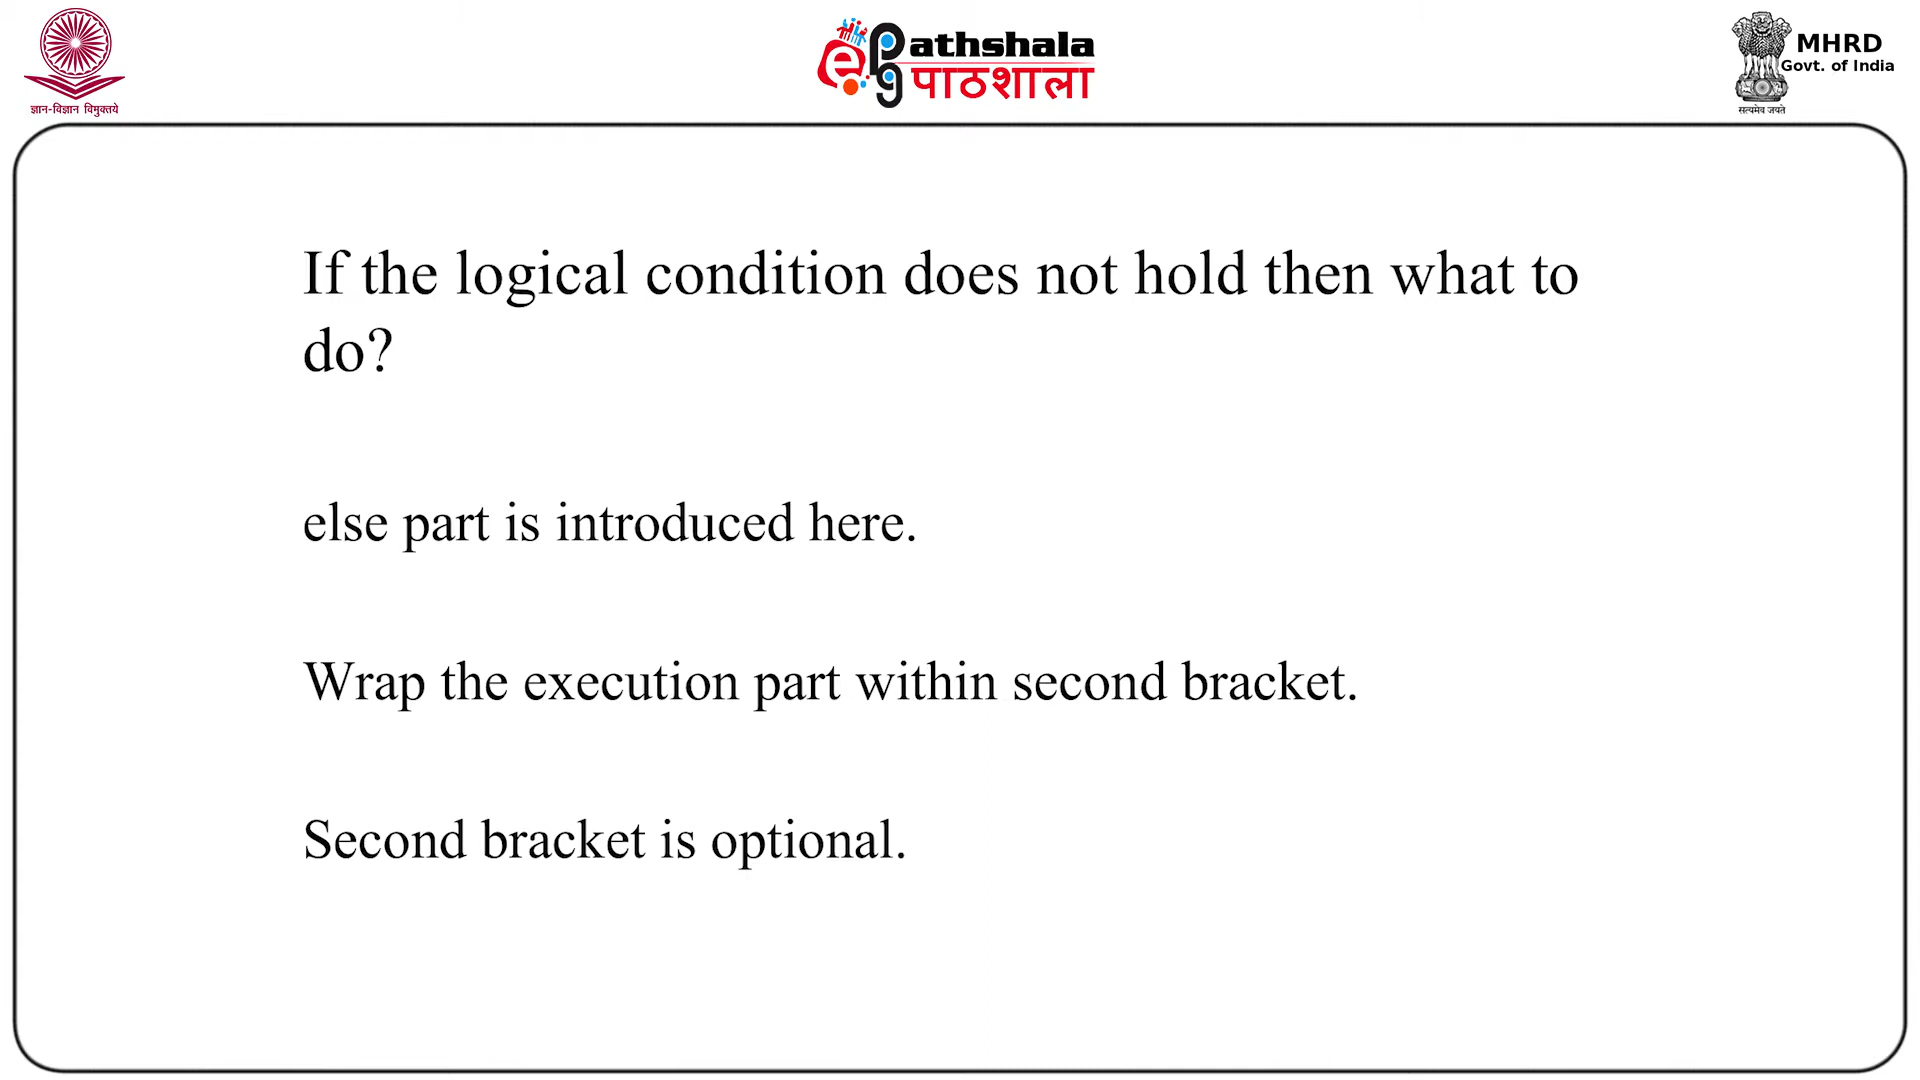 ज्ञान-विज्ञान विमुक्तये
ePG athshala
पाठशाला
MHRD
Govt. of India
सत्यमेव जयते
If the logical condition does not hold then what to
do?
else part is introduced here.
Wrap the execution part within second bracket.
Second bracket is optional.